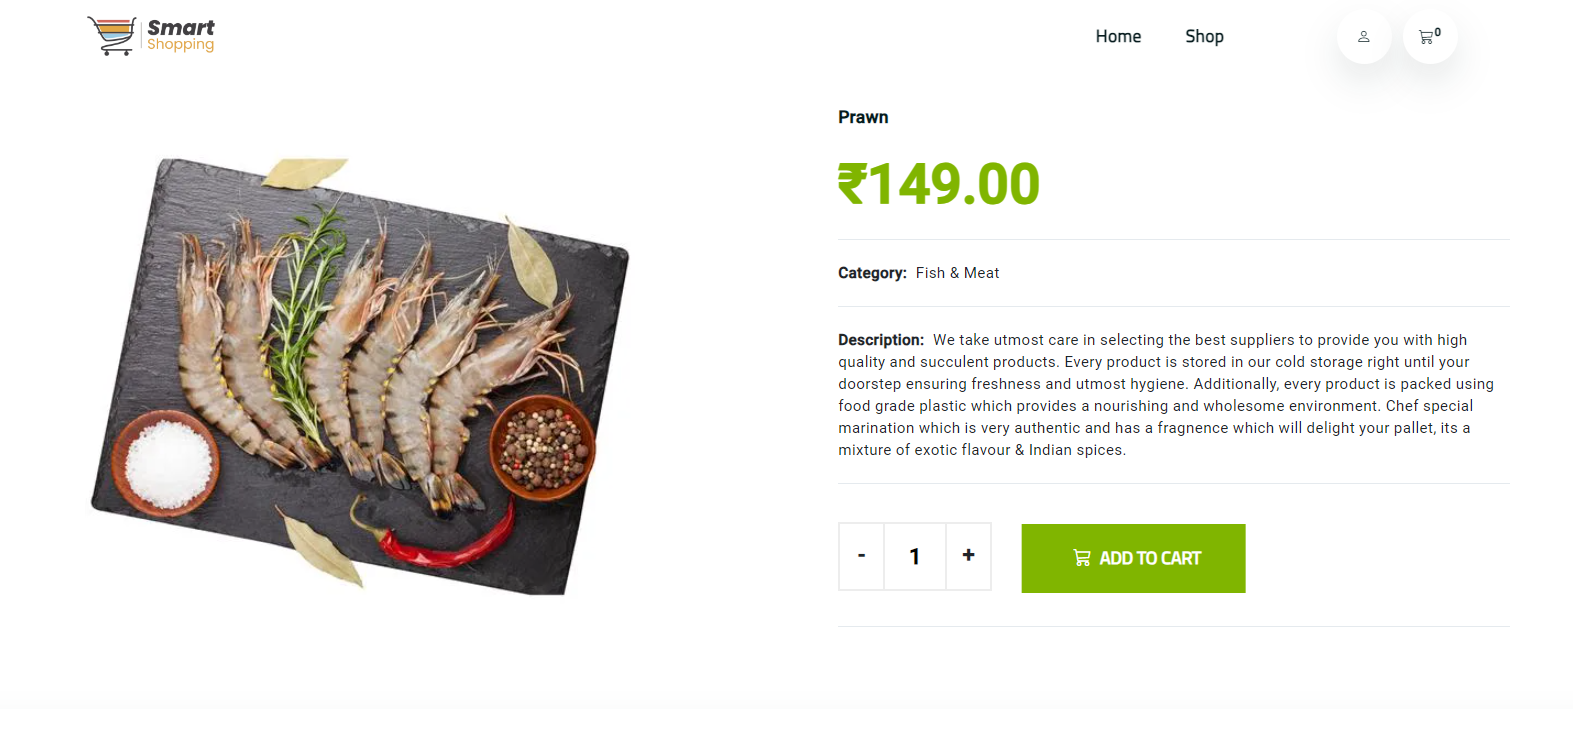 Smart
Shopping
Home
Shop
0
Prawn
₹149.00
Category: Fish & Meat
Description: We take utmost care in selecting the best suppliers to provide you with high
quality and succulent products. Every product is stored in our cold storage right until your
doorstep ensuring freshness and utmost hygiene. Additionally, every product is packed using
food grade plastic which provides a nourishing and wholesome environment. Chef special
marination which is very authentic and has a fragnence which will delight your pallet, its a
mixture of exotic flavour & Indian spices.
- 1 +
ADD TO CART